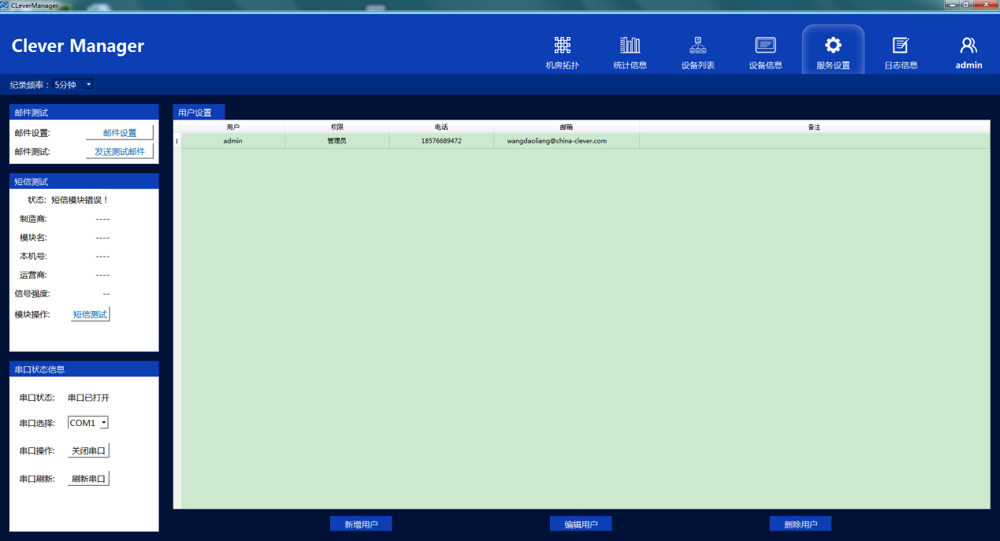 CLeverManager
Clever Manager
机房拓扑
统计信息
设备列表
设备信息
服务设置
日志信息
admin
纪录频率： 5分钟
邮件测试
邮件设置: 邮件设置
邮件测试: 发送测试邮件
短信测试
状态: 短信模块错误！
制造商: ----
模块名: ----
本机号: ----
运营商: ----
信号强度: --
模块操作: 短信测试
串口状态信息
串口状态: 串口已打开
串口选择: COM1
串口操作: 关闭串口
串口刷新: 刷新串口
用户设置
用户 权限 电话 邮箱 备注
1 admin 管理员 18576689472 wangdaoliang@china-clever.com
新增用户 编辑用户 删除用户